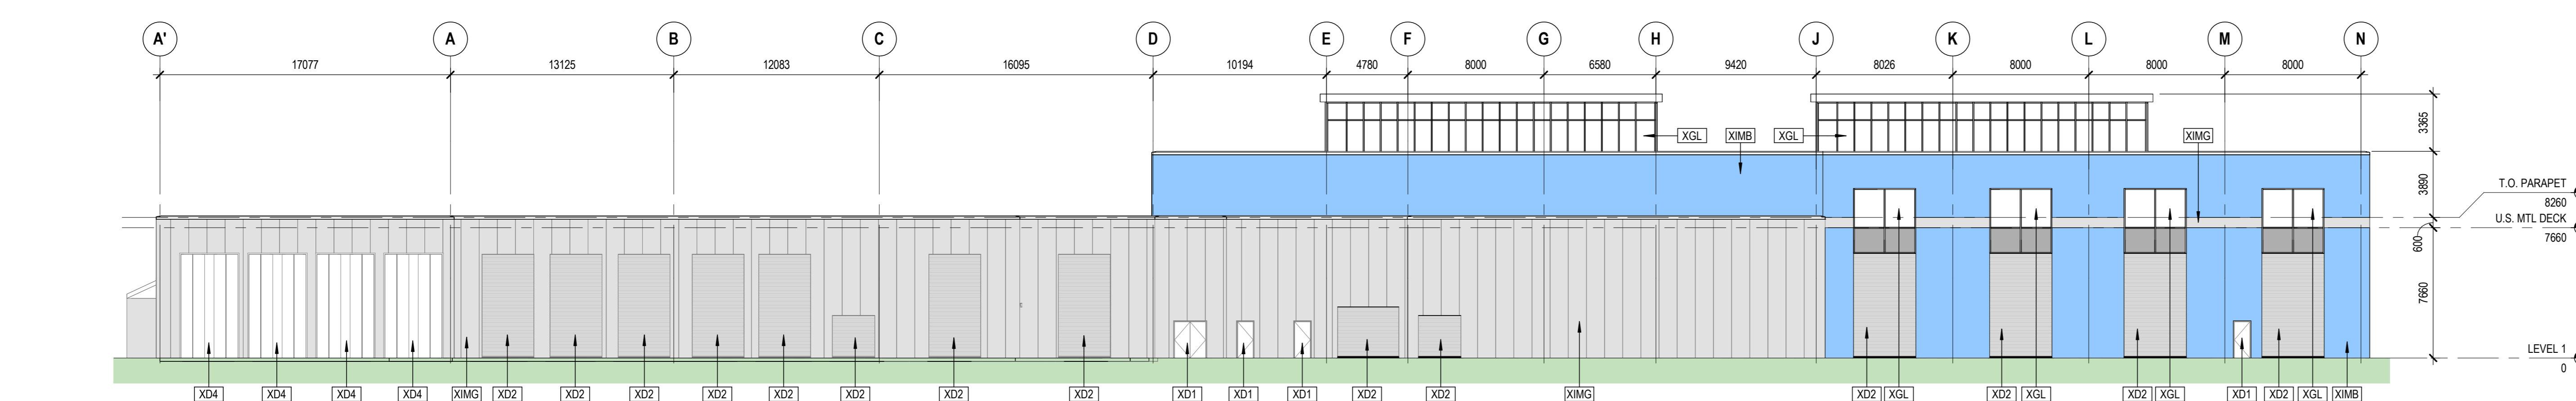 A' A B C D E F G H J K L M N
17077 13125 12083 16095 10194 4780 8000 6580 9420 8026 8000 8000 8000
3365
XGL XIMB XGL XIMG
3890
T.O. PARAPET
8260
U.S. MTL DECK
7660
600
7660
LEVEL 1
0
XD4 XD4 XD4 XD4 XIMG XD2 XD2 XD2 XD2 XD2 XD2 XD2 XD2 XD1 XD1 XD1 XD2 XD2 XIMG XD2 XGL XD2 XGL XD2 XGL XD1 XD2 XGL XIMB